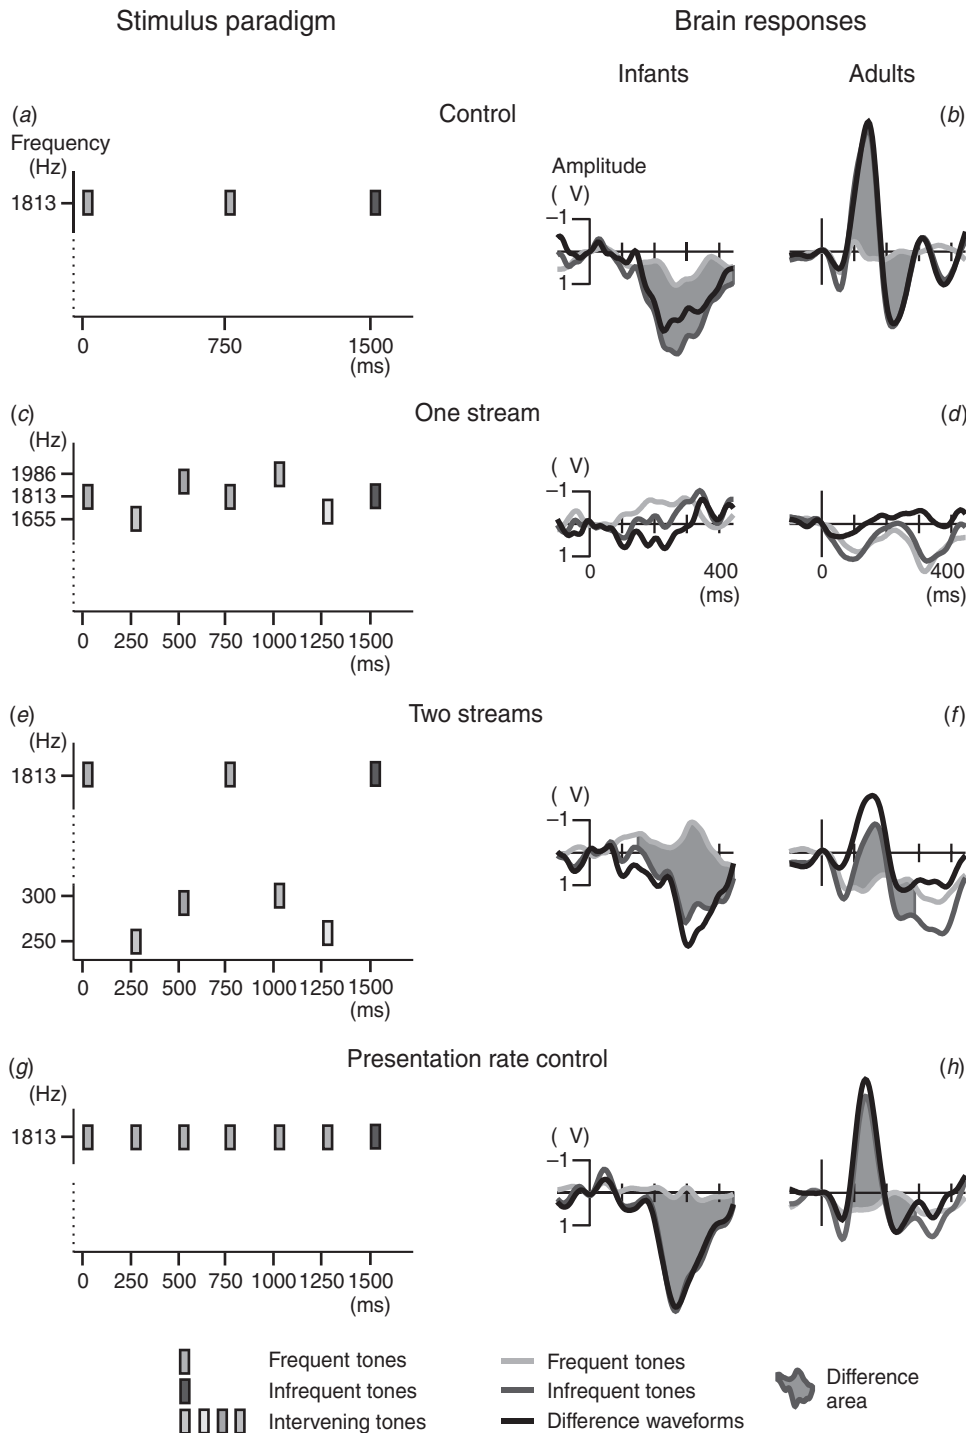 Stimulus paradigm
Brain responses
Infants
Adults
(a)
Control
(b)
Frequency
(Hz)
1813
0 750 1500
(ms)
Amplitude
( V)
–1
1
(c)
One stream
(d)
(Hz)
1986
1813
1655
0 250 500 750 1000 1250 1500
(ms)
( V)
–1
1
0 400
(ms)
0 400
(ms)
(e)
Two streams
(f)
(Hz)
1813
300
250
0 250 500 750 1000 1250 1500
(ms)
( V)
–1
1
(g)
Presentation rate control
(h)
(Hz)
1813
0 250 500 750 1000 1250 1500
(ms)
( V)
–1
1
Frequent tones
Infrequent tones
Intervening tones
Frequent tones
Infrequent tones
Difference waveforms
Difference
area